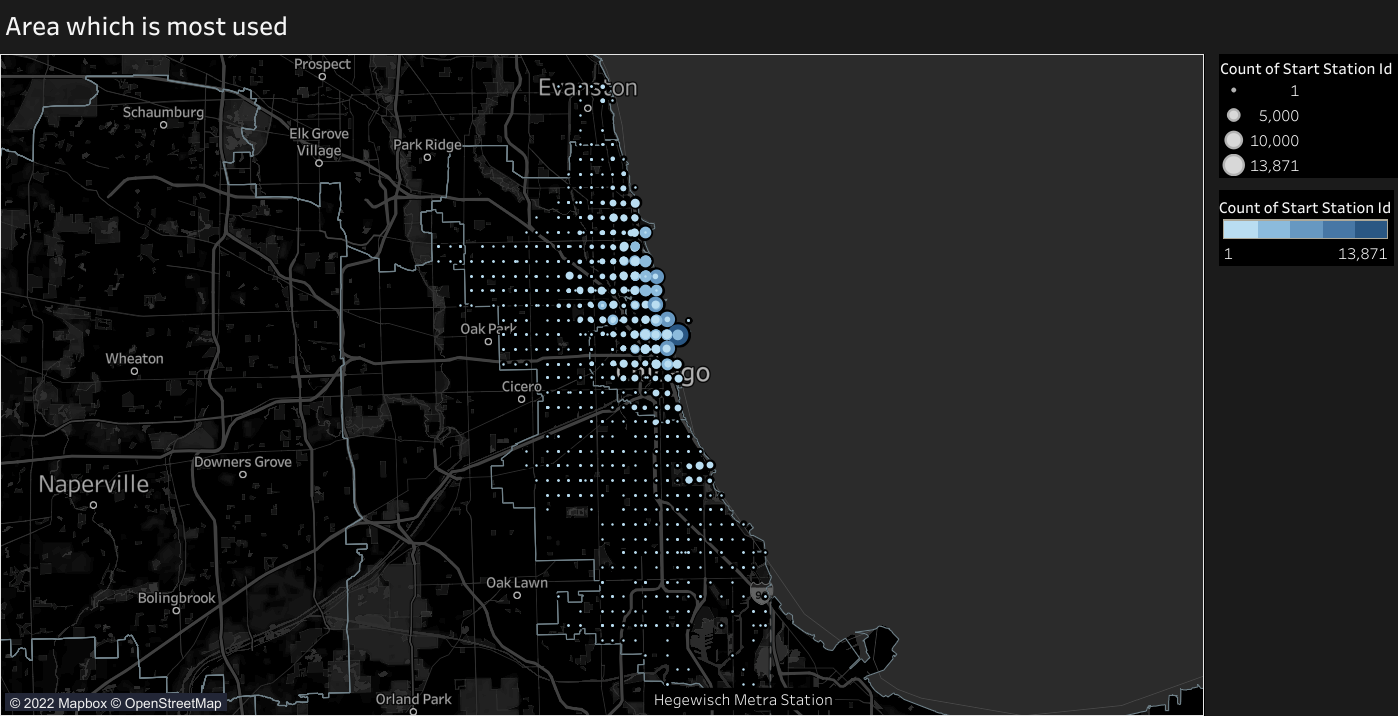 Area which is most used
Prospect
Evanston
Schaumburg
Elk Grove
Village
Park Ridge
Oak Park
Wheaton
Cicero
Downers Grove
Naperville
Oak Lawn
Bolingbrook
Orland Park
Hegewisch Metra Station
© 2022 Mapbox © OpenStreetMap
Count of Start Station Id
1
5,000
10,000
13,871
Count of Start Station Id
1 13,871